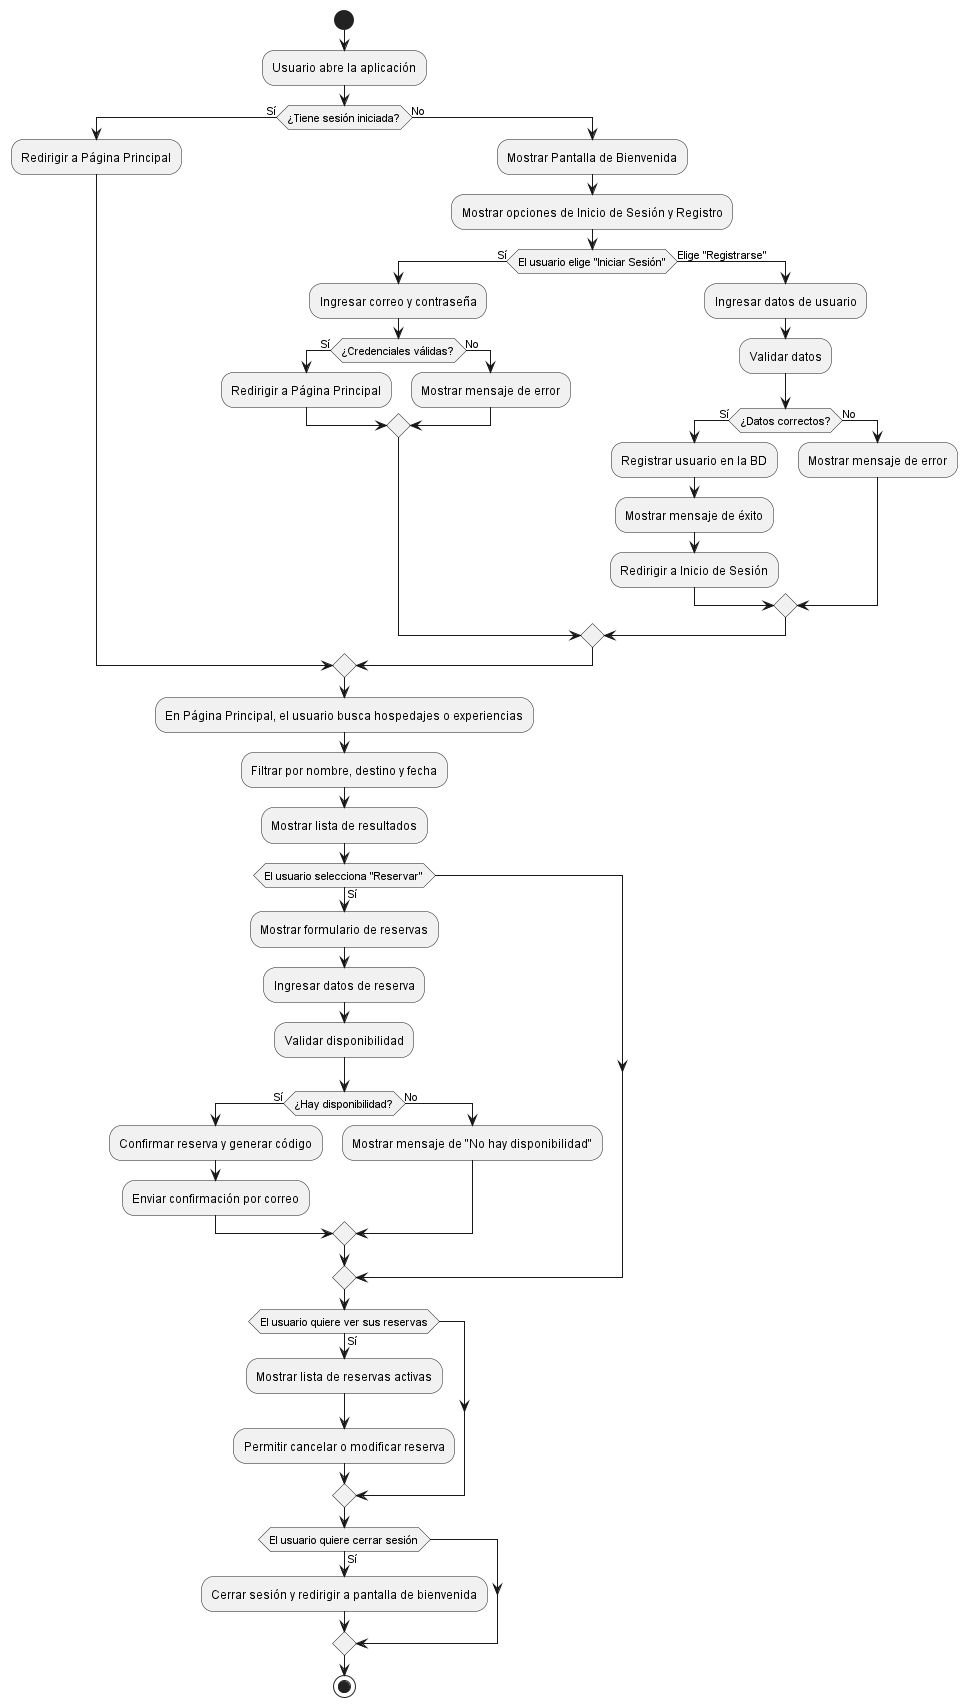 Usuario abre la aplicación
Sí
¿Tiene sesión iniciada?
No
Redirigir a Página Principal
Mostrar Pantalla de Bienvenida
Mostrar opciones de Inicio de Sesión y Registro
Sí
El usuario elige "Iniciar Sesión"
Elige "Registrarse"
Ingresar correo y contraseña
Ingresar datos de usuario
Sí
¿Credenciales válidas?
No
Validar datos
Redirigir a Página Principal
Mostrar mensaje de error
Sí
¿Datos correctos?
No
Registrar usuario en la BD
Mostrar mensaje de error
Mostrar mensaje de éxito
Redirigir a Inicio de Sesión
En Página Principal, el usuario busca hospedajes o experiencias
Filtrar por nombre, destino y fecha
Mostrar lista de resultados
El usuario selecciona "Reservar"
Sí
Mostrar formulario de reservas
Ingresar datos de reserva
Validar disponibilidad
Sí
¿Hay disponibilidad?
No
Confirmar reserva y generar código
Mostrar mensaje de "No hay disponibilidad"
Enviar confirmación por correo
El usuario quiere ver sus reservas
Sí
Mostrar lista de reservas activas
Permitir cancelar o modificar reserva
El usuario quiere cerrar sesión
Sí
Cerrar sesión y redirigir a pantalla de bienvenida